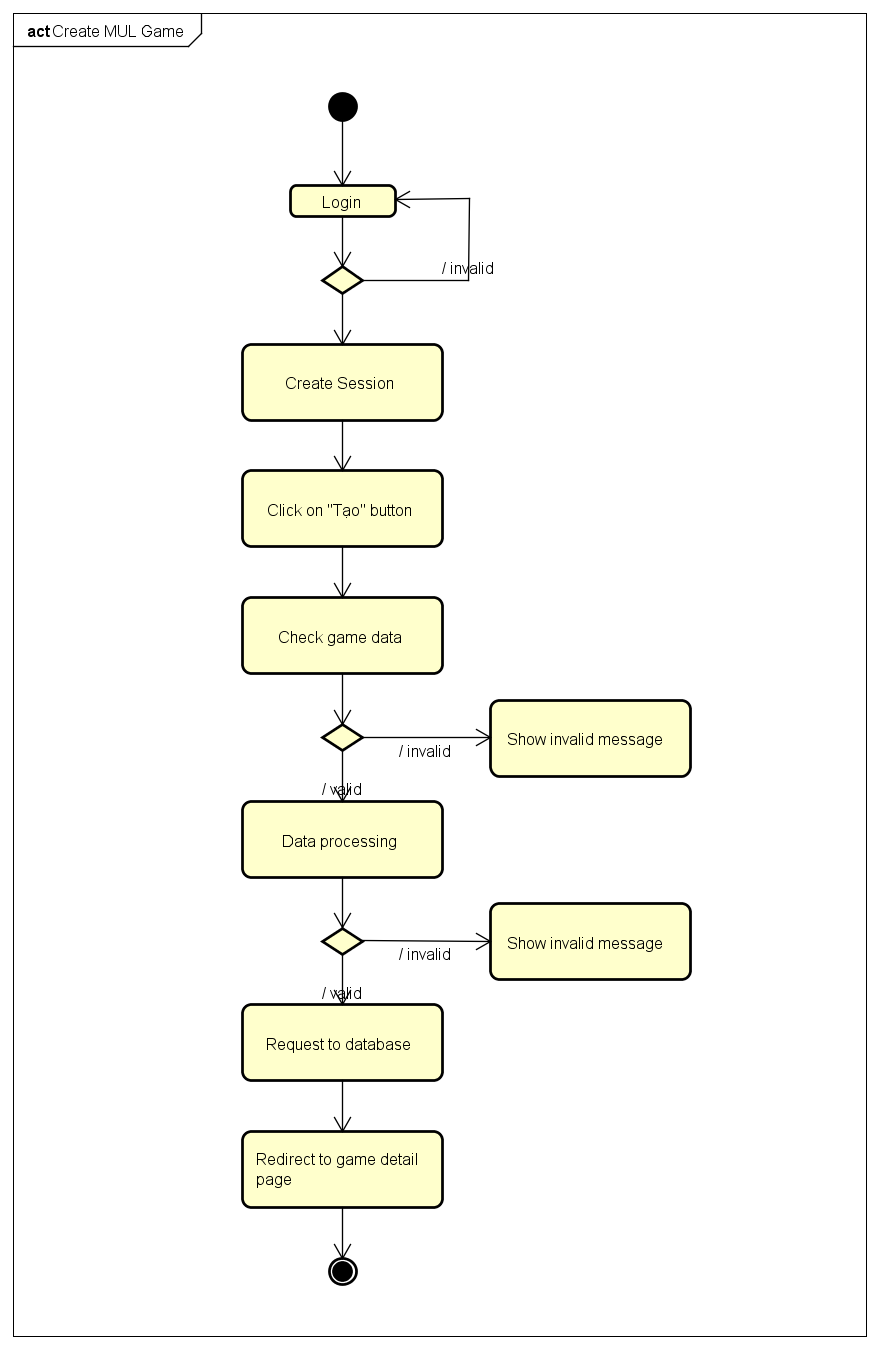 act Create MUL Game
Login
/ invalid
Create Session
Click on "Tạo" button
Check game data
Show invalid message
/ invalid
/ valid
Data processing
Show invalid message
/ invalid
/ valid
Request to database
Redirect to game detail
page